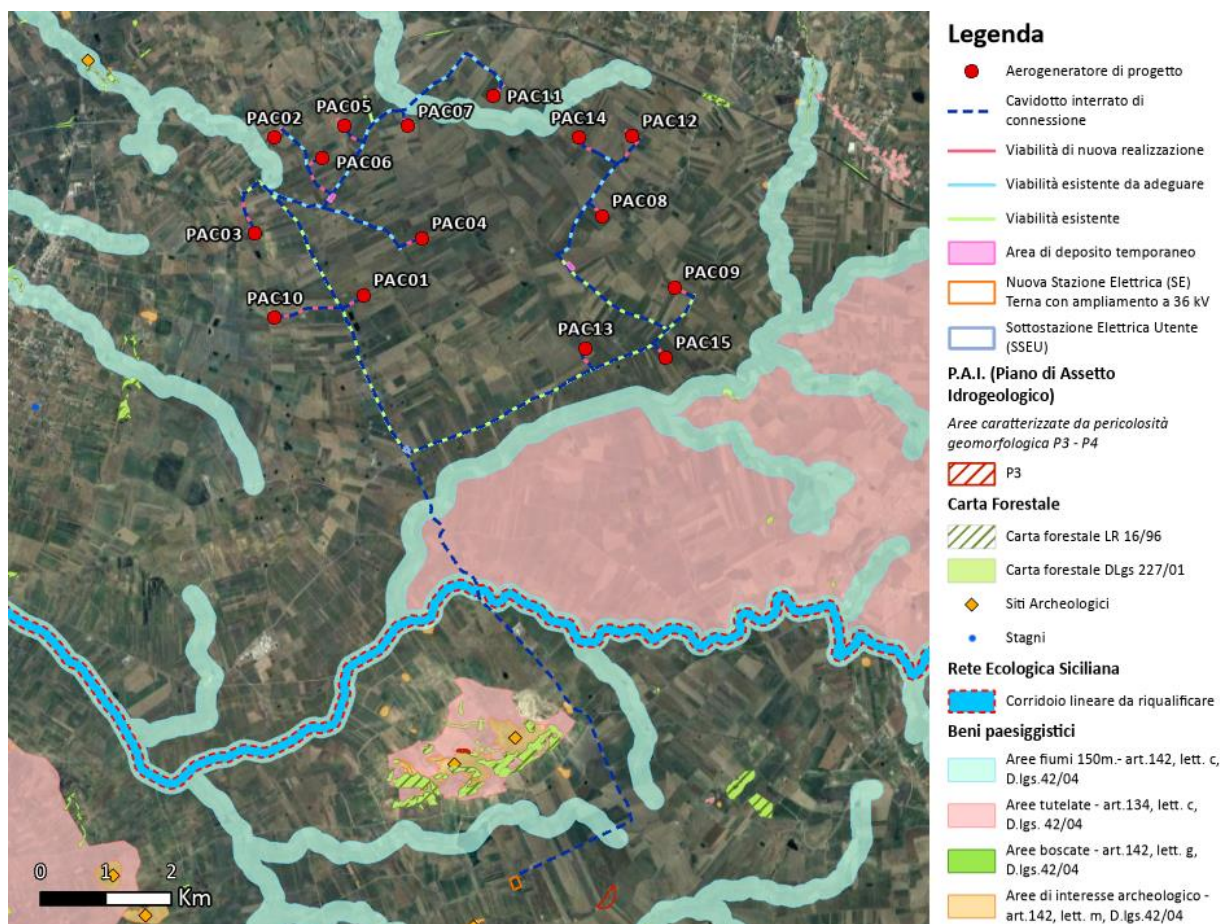 PAC05
PAC11
PAC02
PAC07
PAC14
PAC12
PAC06
PAC08
PAC03
PAC04
PAC09
PAC01
PAC10
PAC13
PAC15
0 1 2
Km
Legenda
Aerogeneratore di progetto
Cavidotto interrato di
connessione
Viabilità di nuova realizzazione
Viabilità esistente da adeguare
Viabilità esistente
Area di deposito temporaneo
Nuova Stazione Elettrica (SE)
Terna con ampliamento a 36 kV
Sottostazione Elettrica Utente
(SSEU)
P.A.I. (Piano di Assetto
Idrogeologico)
Aree caratterizzate da pericolosità
geomorfologica P3 - P4
P3
Carta Forestale
Carta forestale LR 16/96
Carta forestale DLgs 227/01
Siti Archeologici
Stagni
Rete Ecologica Siciliana
Corridoio lineare da riqualificare
Beni paesiggistici
Aree fiumi 150m.- art.142, lett. c,
D.lgs.42/04
Aree tutelate - art.134, lett. c,
D.lgs. 42/04
Aree boscate - art.142, lett. g,
D.lgs.42/04
Aree di interesse archeologico -
art.142, lett. m, D.lgs.42/04